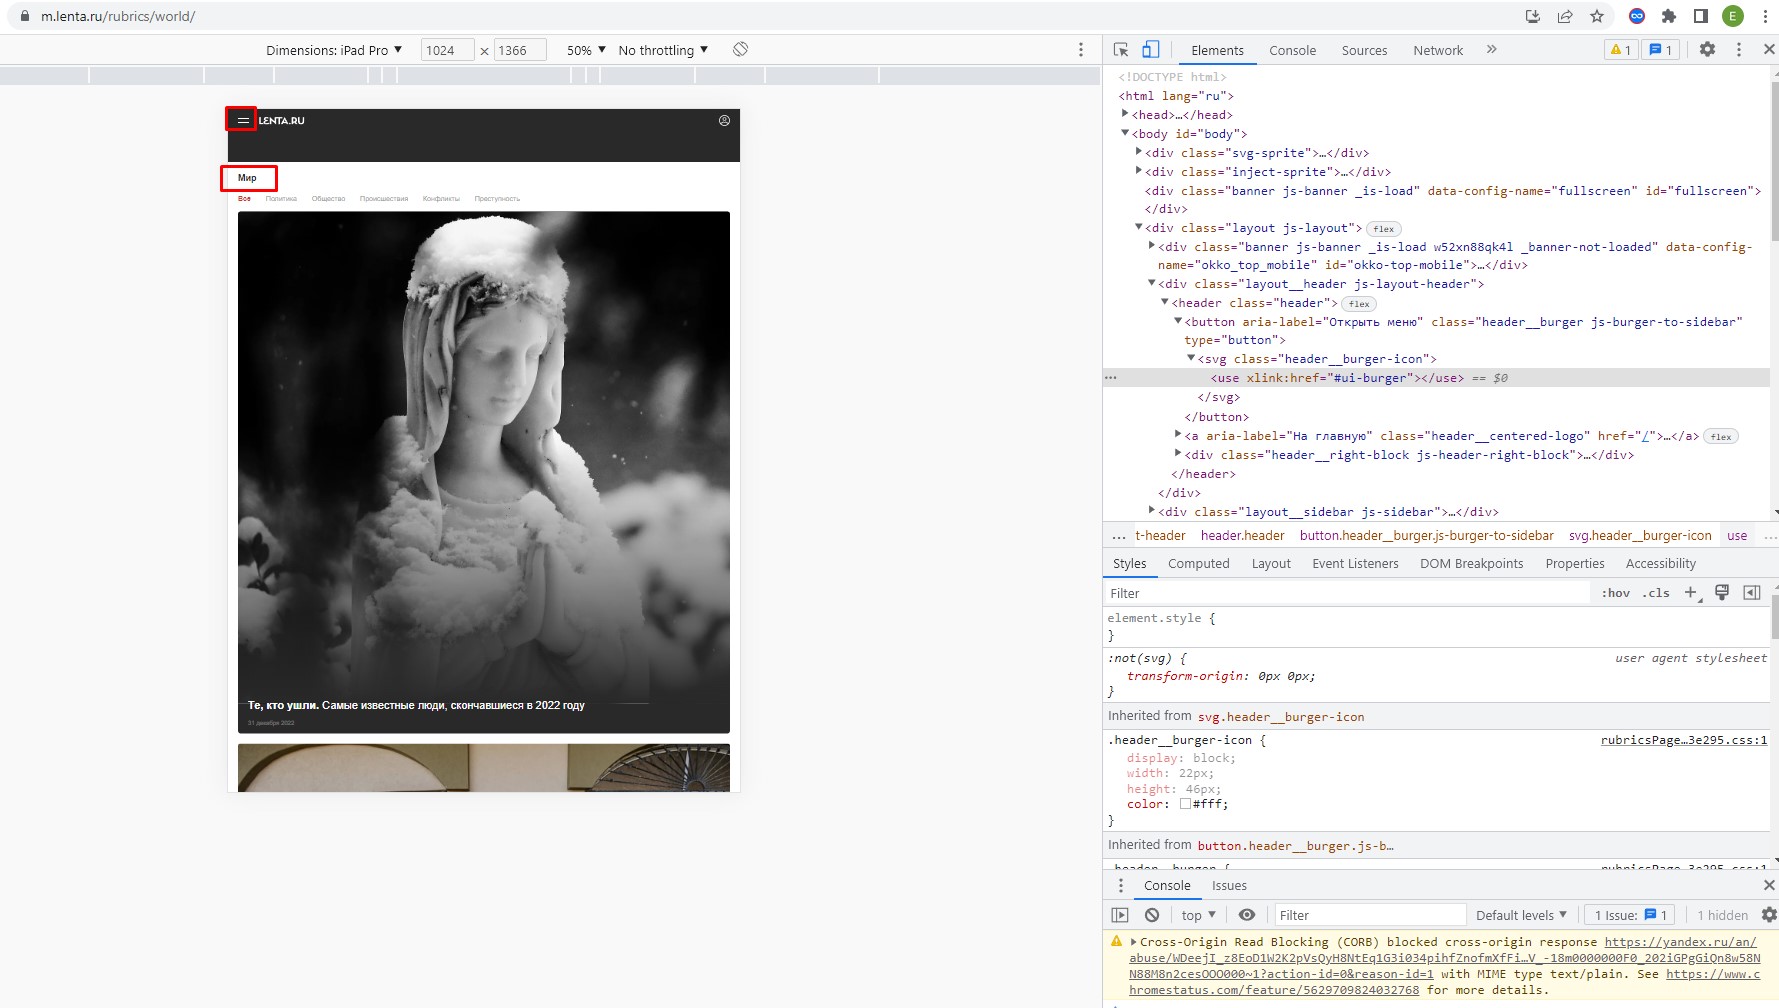 m.lenta.ru/rubrics/world/
E
Dimensions: iPad Pro ▼ 1024 × 1366 50% ▼ No throttling ▼
Elements Console Sources Network » 1 1
LENTA.RU
Мир
Все Политика Общество Происшествия Конфликты Преступность
Те, кто ушли. Самые известные люди, скончавшиеся в 2022 году
31 декабря 2022
<!DOCTYPE html>
<html lang="ru">
<head>…</head>
<body id="body">
<div class="svg-sprite">…</div>
<div class="inject-sprite">…</div>
<div class="banner js-banner _is-load" data-config-name="fullscreen" id="fullscreen">
</div>
<div class="layout js-layout"> flex
<div class="banner js-banner _is-load w52xn88qk4l _banner-not-loaded" data-config-
name="okko_top_mobile" id="okko-top-mobile">…</div>
<div class="layout__header js-layout-header">
<header class="header"> flex
<button aria-label="Открыть меню" class="header__burger js-burger-to-sidebar"
type="button">
<svg class="header__burger-icon">
<use xlink:href="#ui-burger"></use> == $0
</svg>
</button>
<a aria-label="На главную" class="header__centered-logo" href="/">…</a> flex
<div class="header__right-block js-header-right-block">…</div>
</header>
</div>
<div class="layout__sidebar js-sidebar">…</div>
… t-header header.header button.header__burger.js-burger-to-sidebar svg.header__burger-icon use …
Styles Computed Layout Event Listeners DOM Breakpoints Properties Accessibility
Filter :hov .cls +
element.style {
}
:not(svg) { user agent stylesheet
transform-origin: 0px 0px;
}
Inherited from svg.header__burger-icon
.header__burger-icon { rubricsPage…3e295.css:1
display: block;
width: 22px;
height: 46px;
color: #fff;
}
Inherited from button.header__burger.js-b…
.header__burger { rubricsPage…3e295.css:1
Console Issues
top ▼ Filter Default levels ▼ 1 Issue: 1 1 hidden
Cross-Origin Read Blocking (CORB) blocked cross-origin response https://yandex.ru/an/
abuse/WDeejI_z8EoD1W2K2pVsQyH8NtEq1G3i034pihfZnofmXfFi…V_-18m0000000F0_202iGPgGiQn8w58N
N88M8n2cesOOO000~1?action-id=0&reason-id=1 with MIME type text/plain. See https://www.c
hromestatus.com/feature/5629709824032768 for more details.